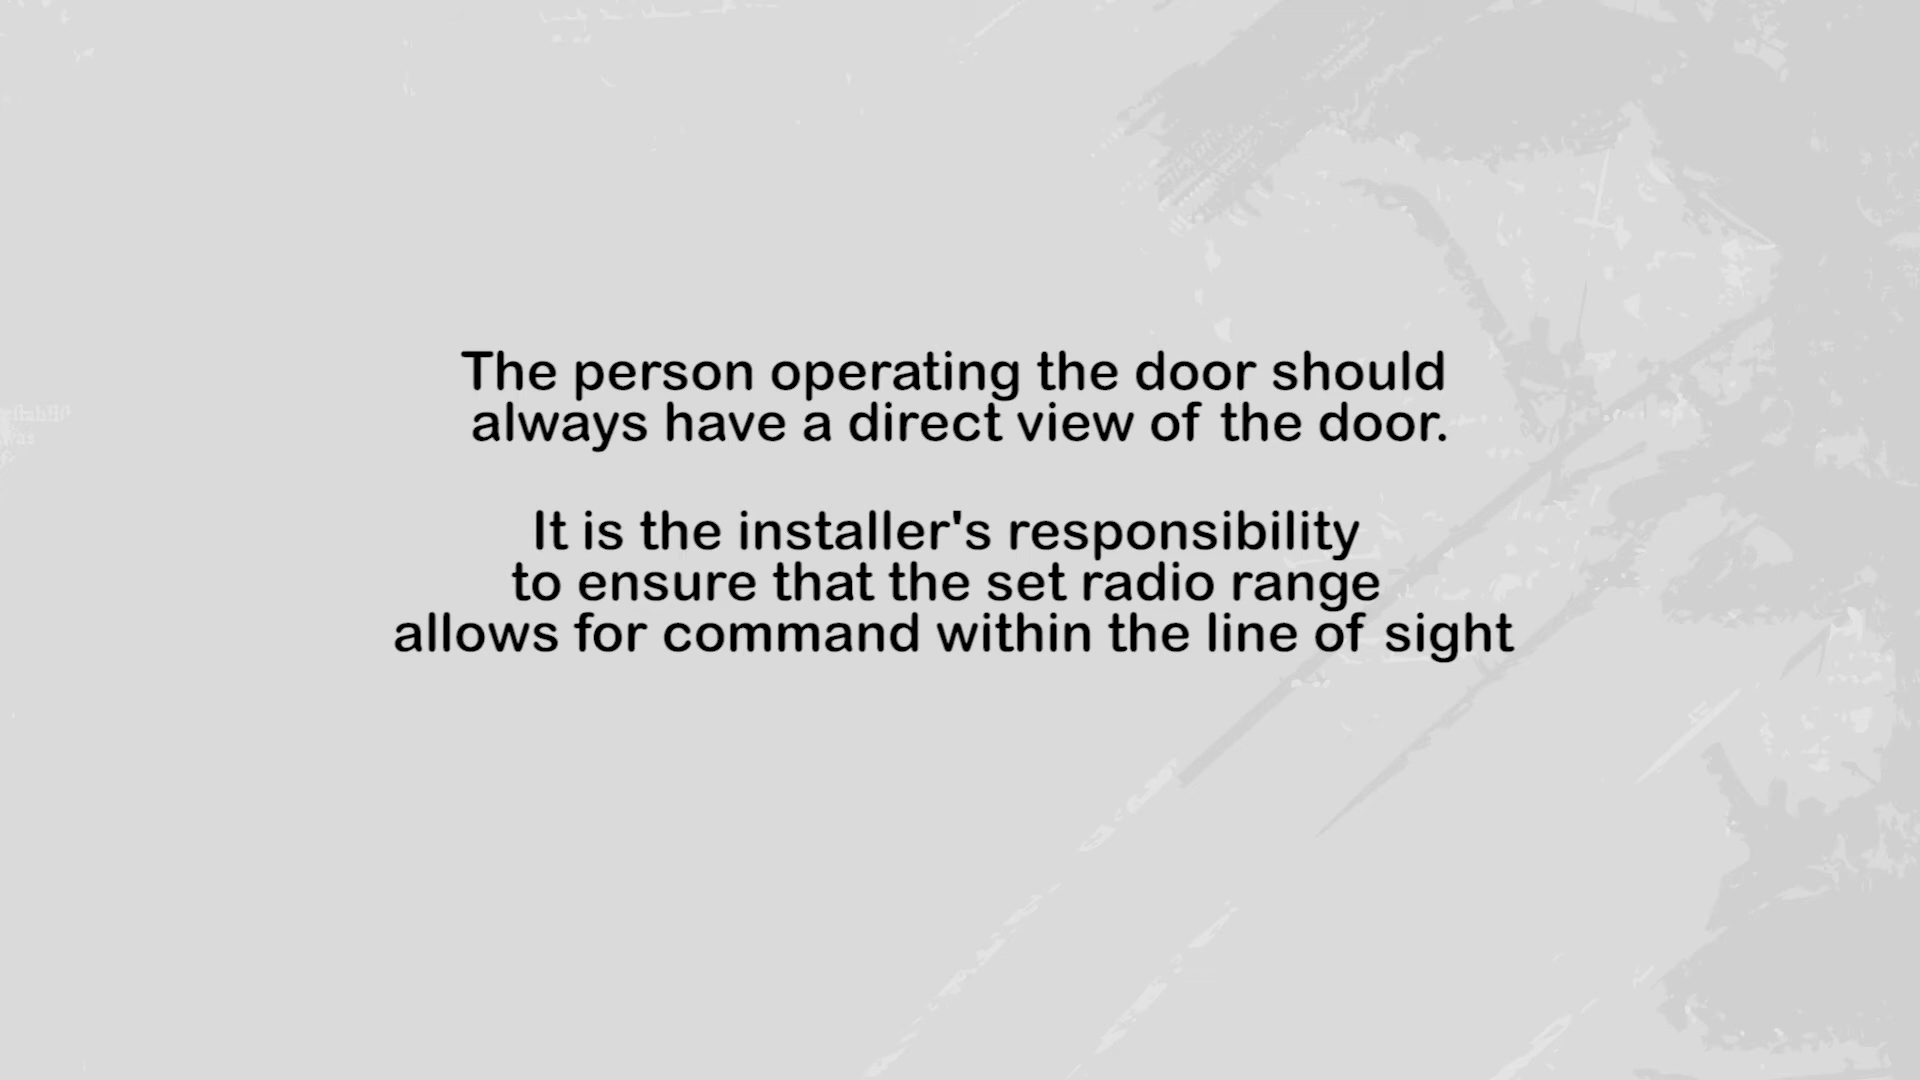 The person operating the door should
always have a direct view of the door.
It is the installer's responsibility
to ensure that the set radio range
allows for command within the line of sight